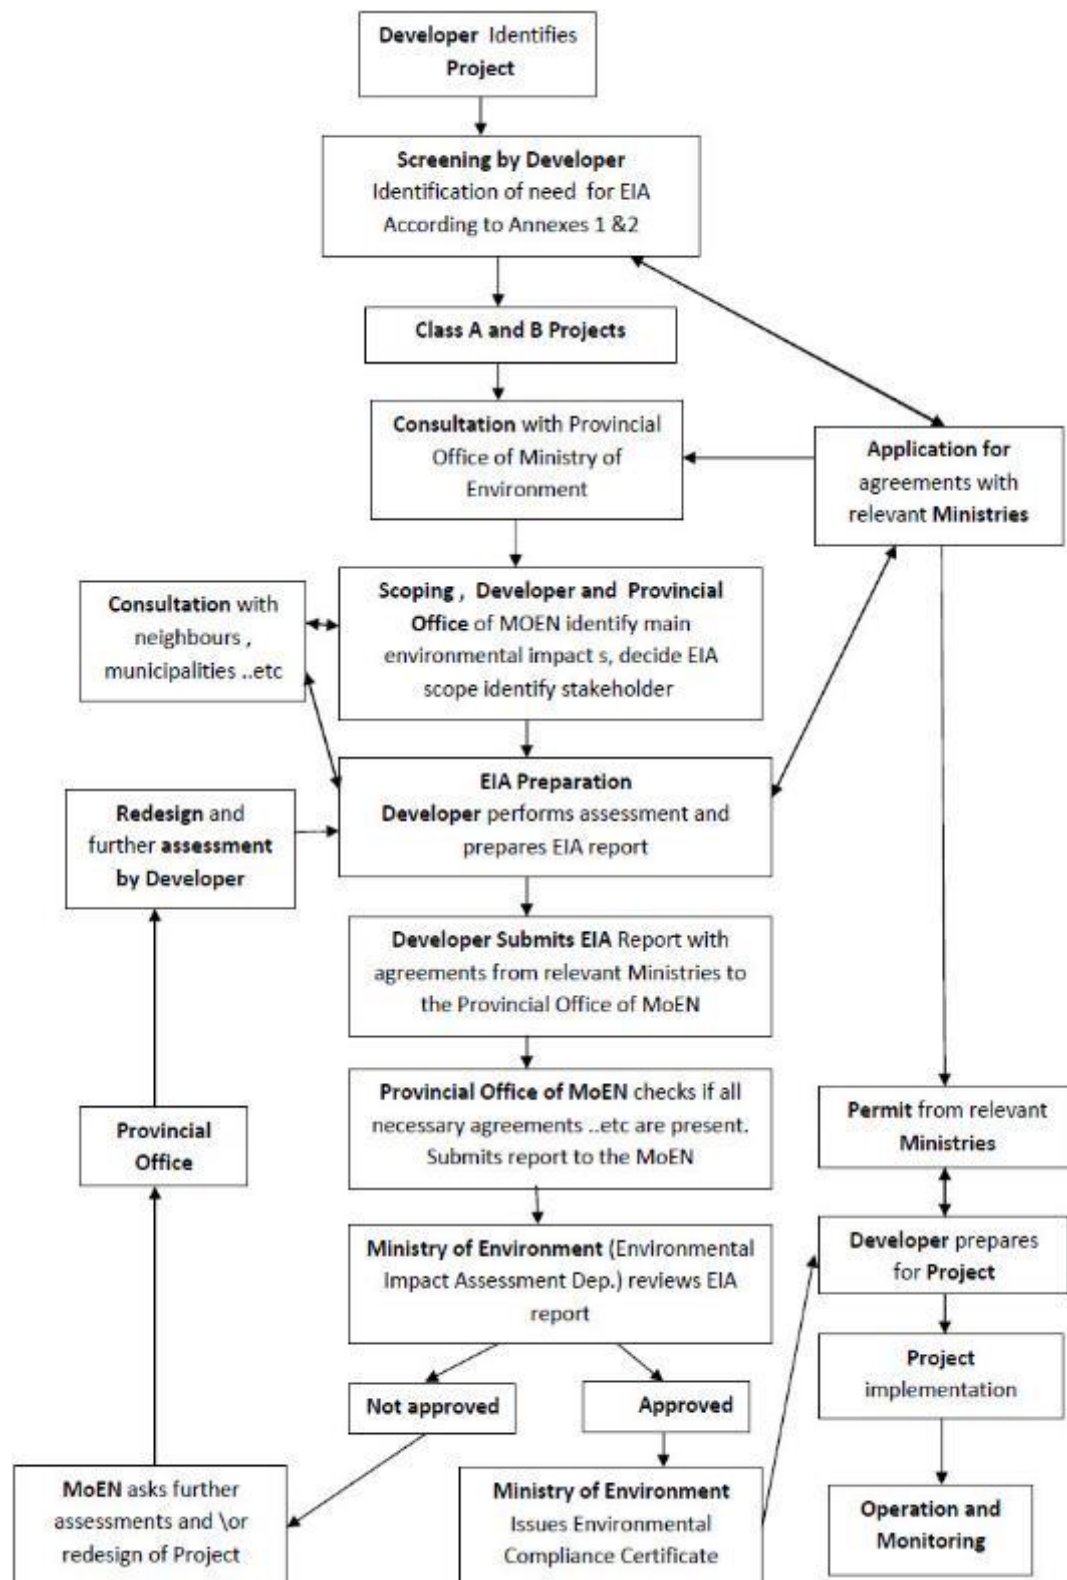 Developer Identifies
Project
Screening by Developer
Identification of need for EIA
According to Annexes 1 &2
Class A and B Projects
Consultation with Provincial
Office of Ministry of
Environment
Application for
agreements with
relevant Ministries
Scoping , Developer and Provincial
Office of MOEN identify main
environmental impact s, decide EIA
scope identify stakeholder
Consultation with
neighbours ,
municipalities ..etc
EIA Preparation
Developer performs assessment and
prepares EIA report
Redesign and
further assessment
by Developer
Developer Submits EIA Report with
agreements from relevant Ministries to
the Provincial Office of MoEN
Provincial Office of MoEN checks if all
necessary agreements ..etc are present.
Submits report to the MoEN
Provincial
Office
Permit from relevant
Ministries
Ministry of Environment (Environmental
Impact Assessment Dep.) reviews EIA
report
Developer prepares
for Project
Project
implementation
Not approved
Approved
MoEN asks further
assessments and \or
redesign of Project
Ministry of Environment
Issues Environmental
Compliance Certificate
Operation and
Monitoring